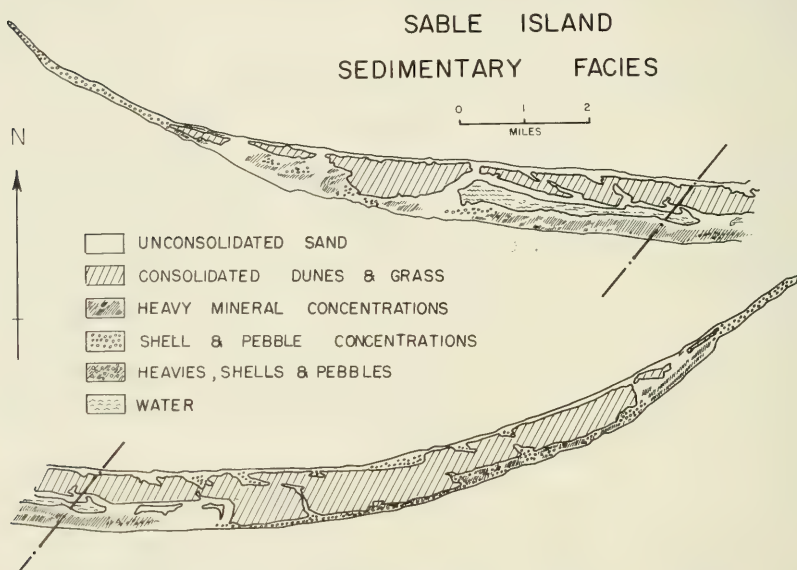 SABLE ISLAND
SEDIMENTARY FACIES
0 1 2
MILES
N
UNCONSOLIDATED SAND
CONSOLIDATED DUNES & GRASS
HEAVY MINERAL CONCENTRATIONS
SHELL & PEBBLE CONCENTRATIONS
HEAVIES, SHELLS & PEBBLES
WATER